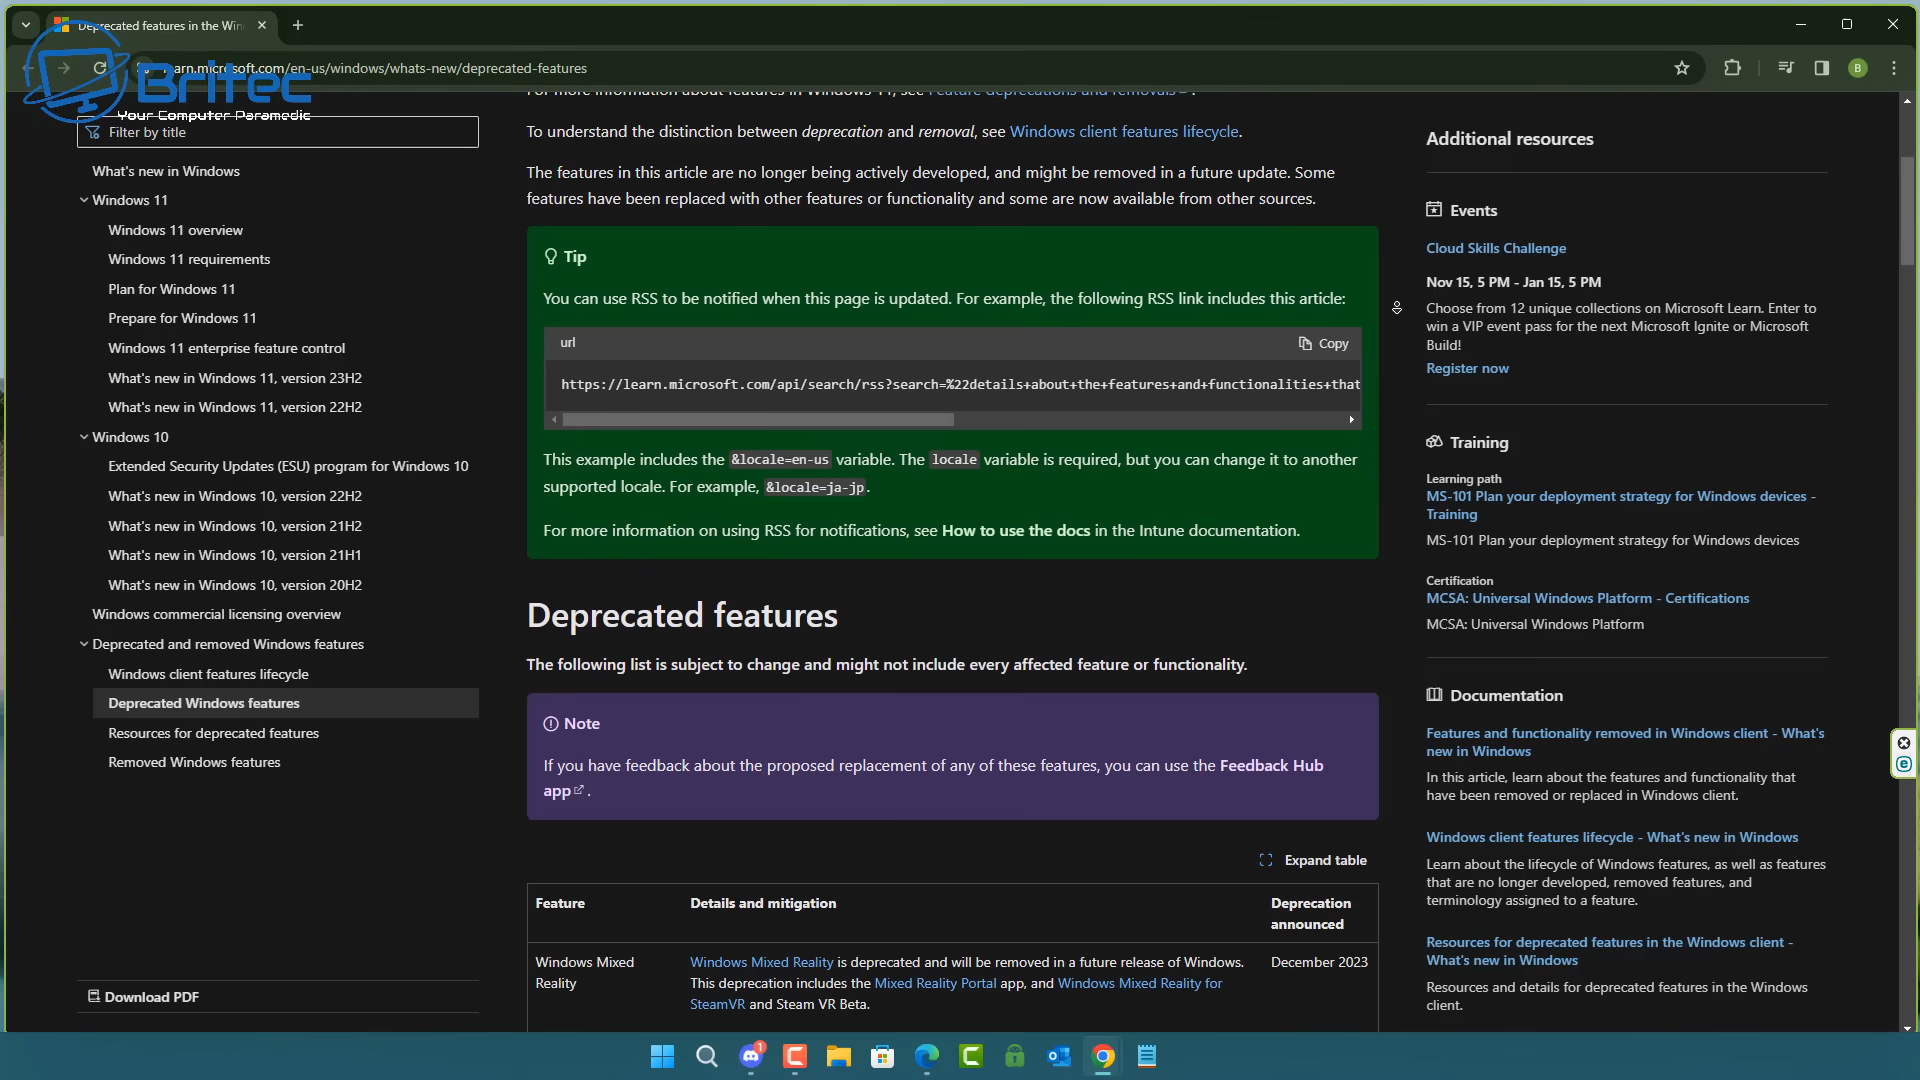 Deprecated features in the Win
learn.microsoft.com/en-us/windows/whats-new/deprecated-features
B
Britec
Your Computer Paramedic
Filter by title
What's new in Windows
Windows 11
Windows 11 overview
Windows 11 requirements
Plan for Windows 11
Prepare for Windows 11
Windows 11 enterprise feature control
What's new in Windows 11, version 23H2
What's new in Windows 11, version 22H2
Windows 10
Extended Security Updates (ESU) program for Windows 10
What's new in Windows 10, version 22H2
What's new in Windows 10, version 21H2
What's new in Windows 10, version 21H1
What's new in Windows 10, version 20H2
Windows commercial licensing overview
Deprecated and removed Windows features
Windows client features lifecycle
Deprecated Windows features
Resources for deprecated features
Removed Windows features
Download PDF
For more information about features in Windows 11, see Feature deprecations and removals .
To understand the distinction between deprecation and removal, see Windows client features lifecycle.
The features in this article are no longer being actively developed, and might be removed in a future update. Some
features have been replaced with other features or functionality and some are now available from other sources.
Tip
You can use RSS to be notified when this page is updated. For example, the following RSS link includes this article:
url
Copy
https://learn.microsoft.com/api/search/rss?search=%22details+about+the+features+and+functionalities+that
This example includes the &locale=en-us variable. The locale variable is required, but you can change it to another
supported locale. For example, &locale=ja-jp.
For more information on using RSS for notifications, see How to use the docs in the Intune documentation.
Deprecated features
The following list is subject to change and might not include every affected feature or functionality.
Note
If you have feedback about the proposed replacement of any of these features, you can use the Feedback Hub
app .
Expand table
Feature
Details and mitigation
Deprecation
announced
Windows Mixed
Reality
Windows Mixed Reality is deprecated and will be removed in a future release of Windows.
This deprecation includes the Mixed Reality Portal app, and Windows Mixed Reality for
SteamVR and Steam VR Beta.
December 2023
Additional resources
Events
Cloud Skills Challenge
Nov 15, 5 PM - Jan 15, 5 PM
Choose from 12 unique collections on Microsoft Learn. Enter to
win a VIP event pass for the next Microsoft Ignite or Microsoft
Build!
Register now
Training
Learning path
MS-101 Plan your deployment strategy for Windows devices -
Training
MS-101 Plan your deployment strategy for Windows devices
Certification
MCSA: Universal Windows Platform - Certifications
MCSA: Universal Windows Platform
Documentation
Features and functionality removed in Windows client - What's
new in Windows
In this article, learn about the features and functionality that
have been removed or replaced in Windows client.
Windows client features lifecycle - What's new in Windows
Learn about the lifecycle of Windows features, as well as features
that are no longer developed, removed features, and
terminology assigned to a feature.
Resources for deprecated features in the Windows client -
What's new in Windows
Resources and details for deprecated features in the Windows
client.
1